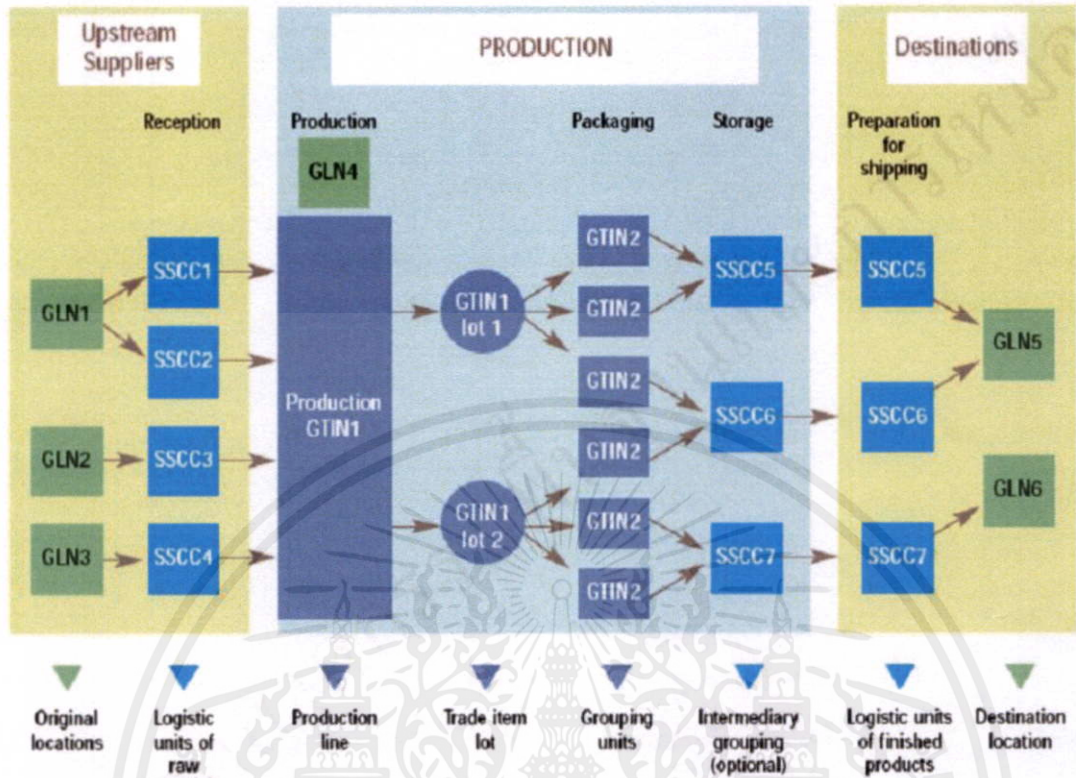 Upstream
Suppliers
PRODUCTION
Destinations
Reception
Production
Packaging
Storage
Preparation
for
shipping
GLN4
GLN1
GLN2
GLN3
SSCC1
SSCC2
SSCC3
SSCC4
Production
GTIN1
GTIN1
lot 1
GTIN1
lot 2
GTIN2
GTIN2
GTIN2
GTIN2
GTIN2
GTIN2
SSCC5
SSCC6
SSCC7
SSCC5
SSCC6
SSCC7
GLN5
GLN6
Original
locations
Logistic
units of
raw
Production
line
Trade item
lot
Grouping
units
Intermediary
grouping
(optional)
Logistic units
of finished
products
Destination
location